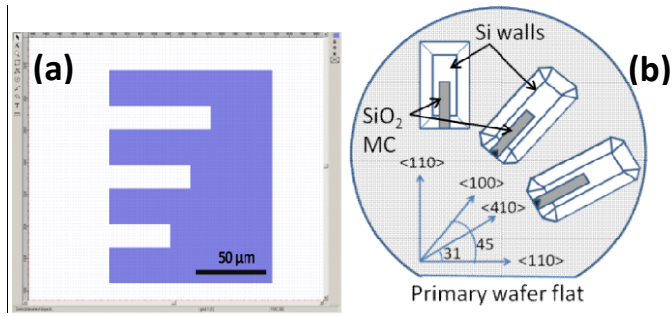 (a)
50 µm
Si walls
(b)
SiO2
MC
<110>
<100>
<410>
45
31
<110>
Primary wafer flat